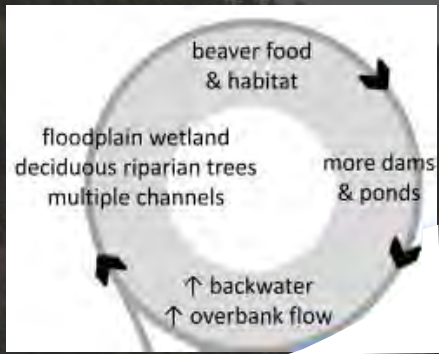 beaver food
& habitat
more dams
& ponds
↑ backwater
↑ overbank flow
floodplain wetland
deciduous riparian trees
multiple channels